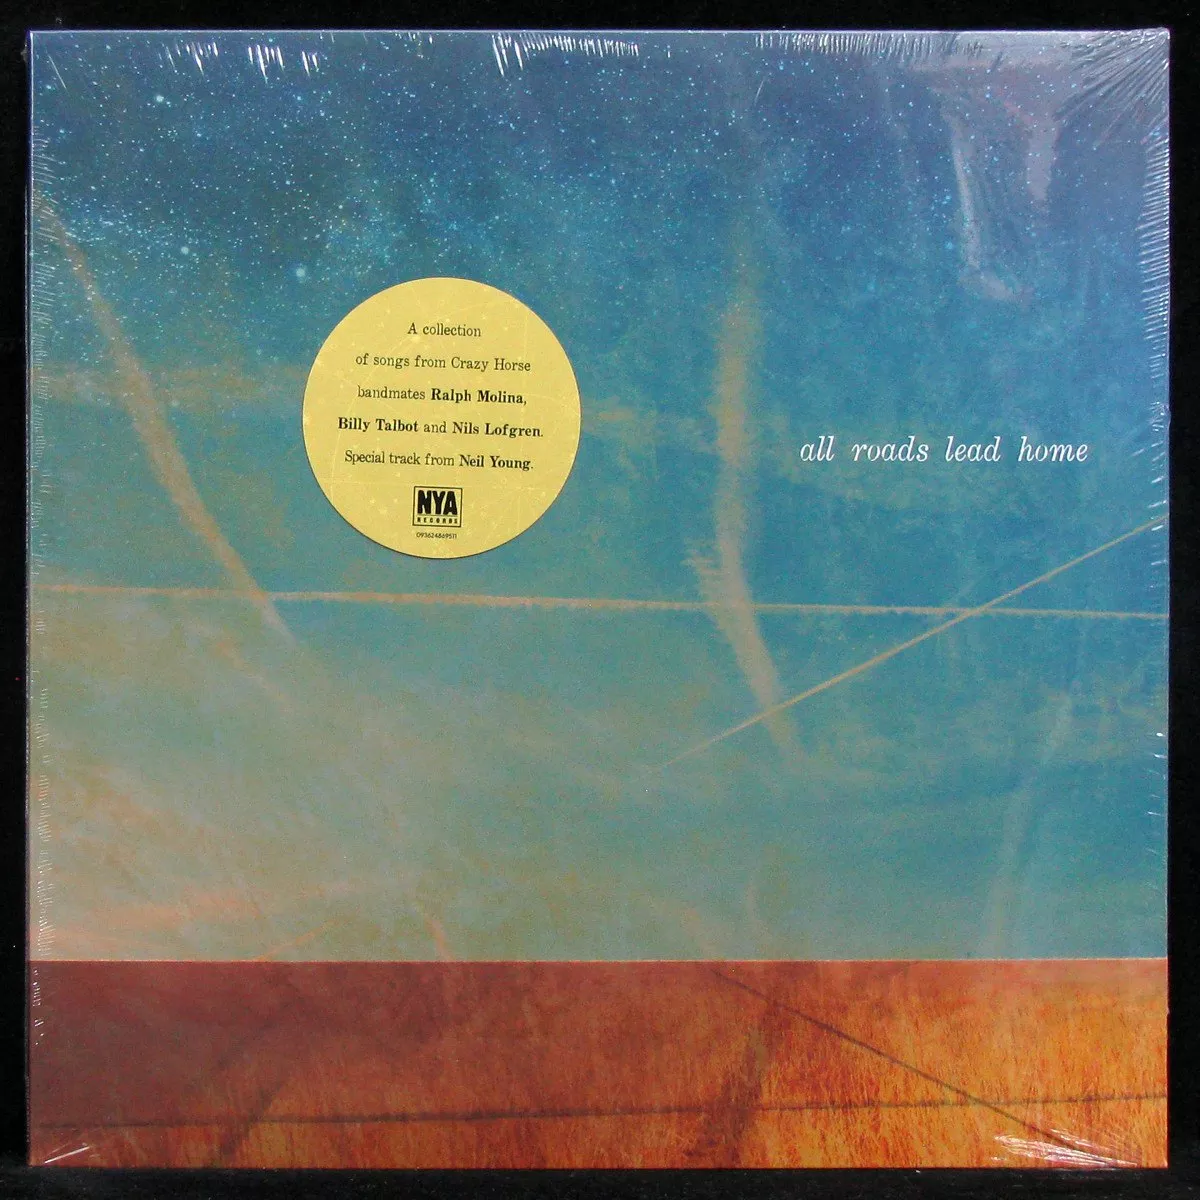 A collection
of songs from Crazy Horse
bandmates Ralph Molina,
Billy Talbot and Nils Lofgren.
Special track from Neil Young.
NYA
RECORDS
093624869511
all roads lead home